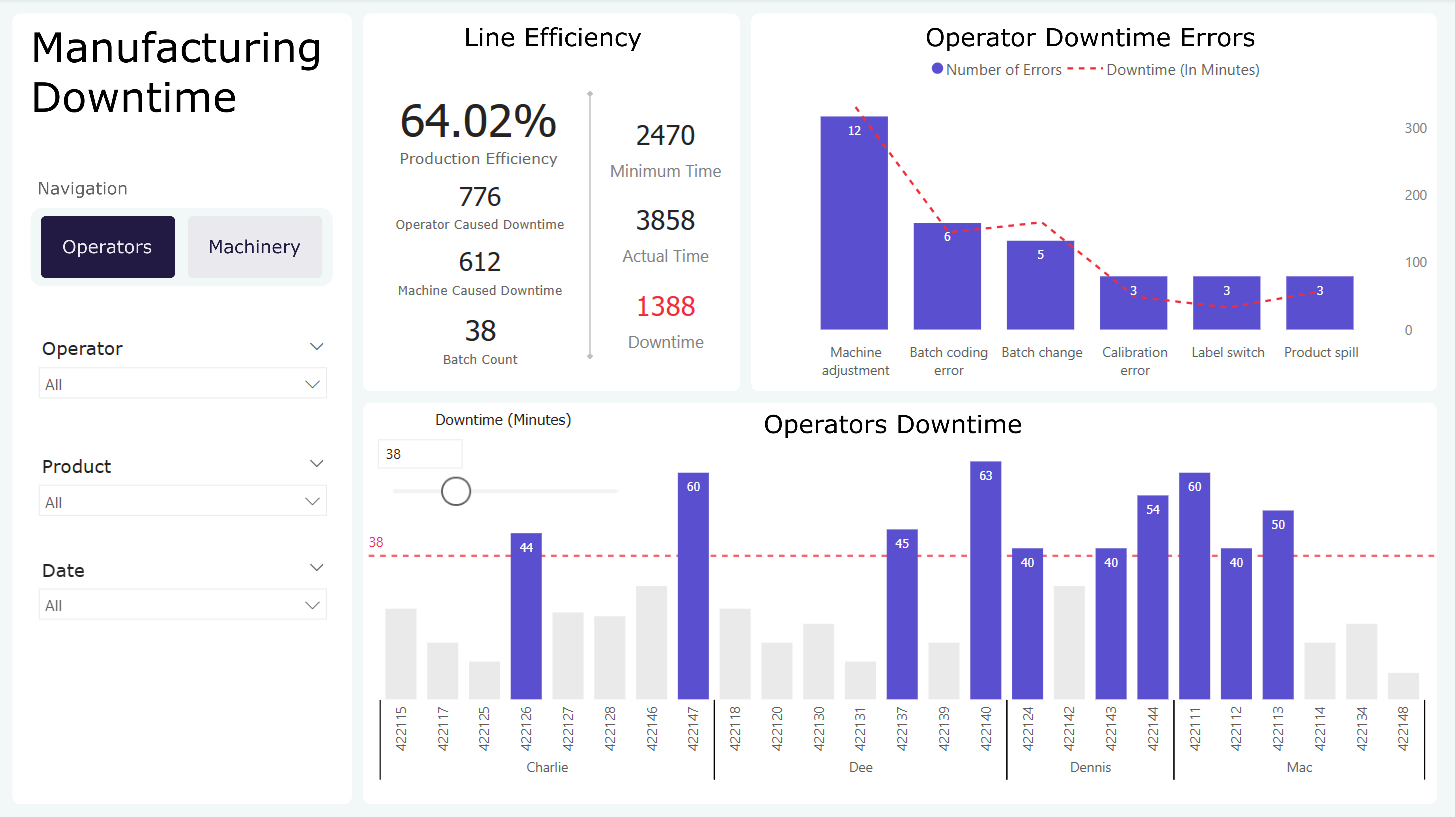 Manufacturing
Downtime
Navigation
Operators
Machinery
Operator
All
Product
All
Date
All
Line Efficiency
64.02%
Production Efficiency
776
Operator Caused Downtime
612
Machine Caused Downtime
38
Batch Count
2470
Minimum Time
3858
Actual Time
1388
Downtime
Operator Downtime Errors
Number of Errors
Downtime (In Minutes)
12
6
5
3
3
3
300
200
100
0
Machine
adjustment
Batch coding
error
Batch change
Calibration
error
Label switch
Product spill
Downtime (Minutes)
38
Operators Downtime
38
44
60
45
63
40
40
54
60
40
50
422115
422117
422125
422126
422127
422128
422146
422147
422118
422120
422130
422131
422137
422139
422140
422124
422142
422143
422144
422111
422112
422113
422114
422134
422148
Charlie
Dee
Dennis
Mac